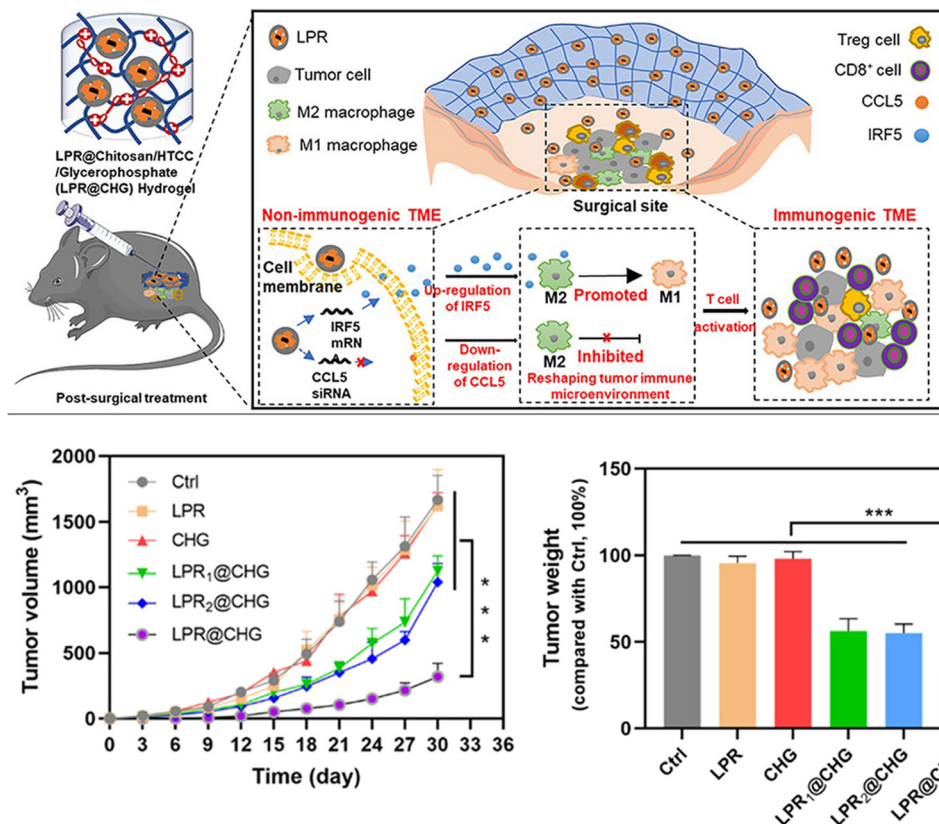 LPR@Chitosan/HTCC
/Glycerophosphate
(LPR@CHG) Hydrogel
Post-surgical treatment
LPR
Tumor cell
M2 macrophage
M1 macrophage
Treg cell
CD8⁺ cell
CCL5
IRF5
Surgical site
Non-immunogenic TME
Immunogenic TME
Cell
membrane
IRF5
mRN
CCL5
siRNA
Up-regulation
of IRF5
Down-
regulation
of CCL5
M2
Promoted
M1
M2
Inhibited
Reshaping tumor immune
microenvironment
T cell
activation
Tumor volume (mm³)
2000
1500
1000
500
0
Ctrl
LPR
CHG
LPR₁@CHG
LPR₂@CHG
LPR@CHG
***
0 3 6 9 12 15 18 21 24 27 30 33 36
Time (day)
Tumor weight
(compared with Ctrl, 100%)
150
100
50
0
***
Ctrl
LPR
CHG
LPR₁@CHG
LPR₂@CHG